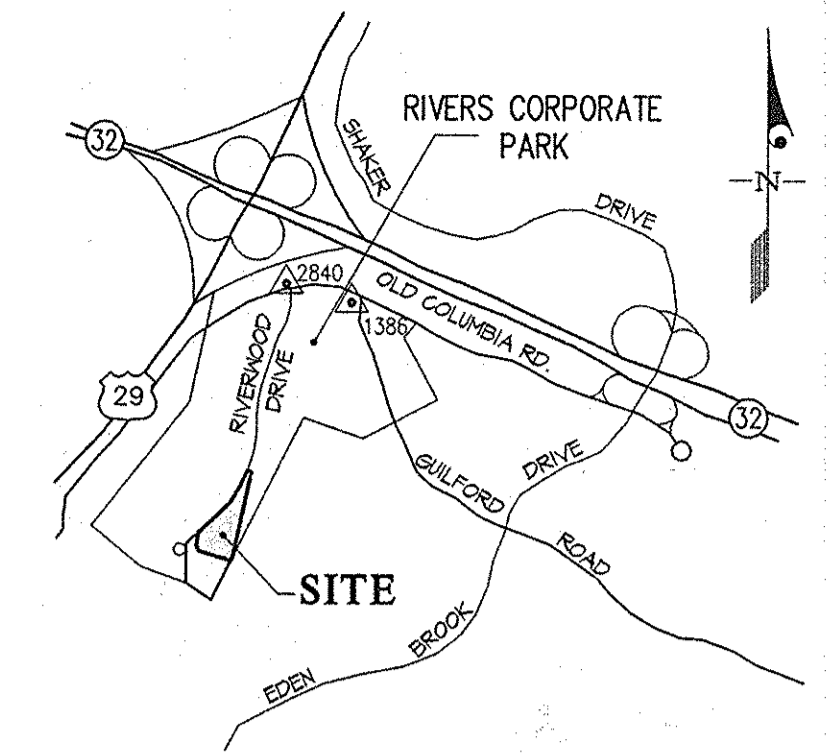 RIVERS CORPORATE
PARK
32
SHAKER
DRIVE
N
2840
1386
OLD COLUMBIA RD.
RIVERWOOD
DRIVE
29
32
GUILFORD
ROAD
DRIVE
SITE
BROOK
EDEN